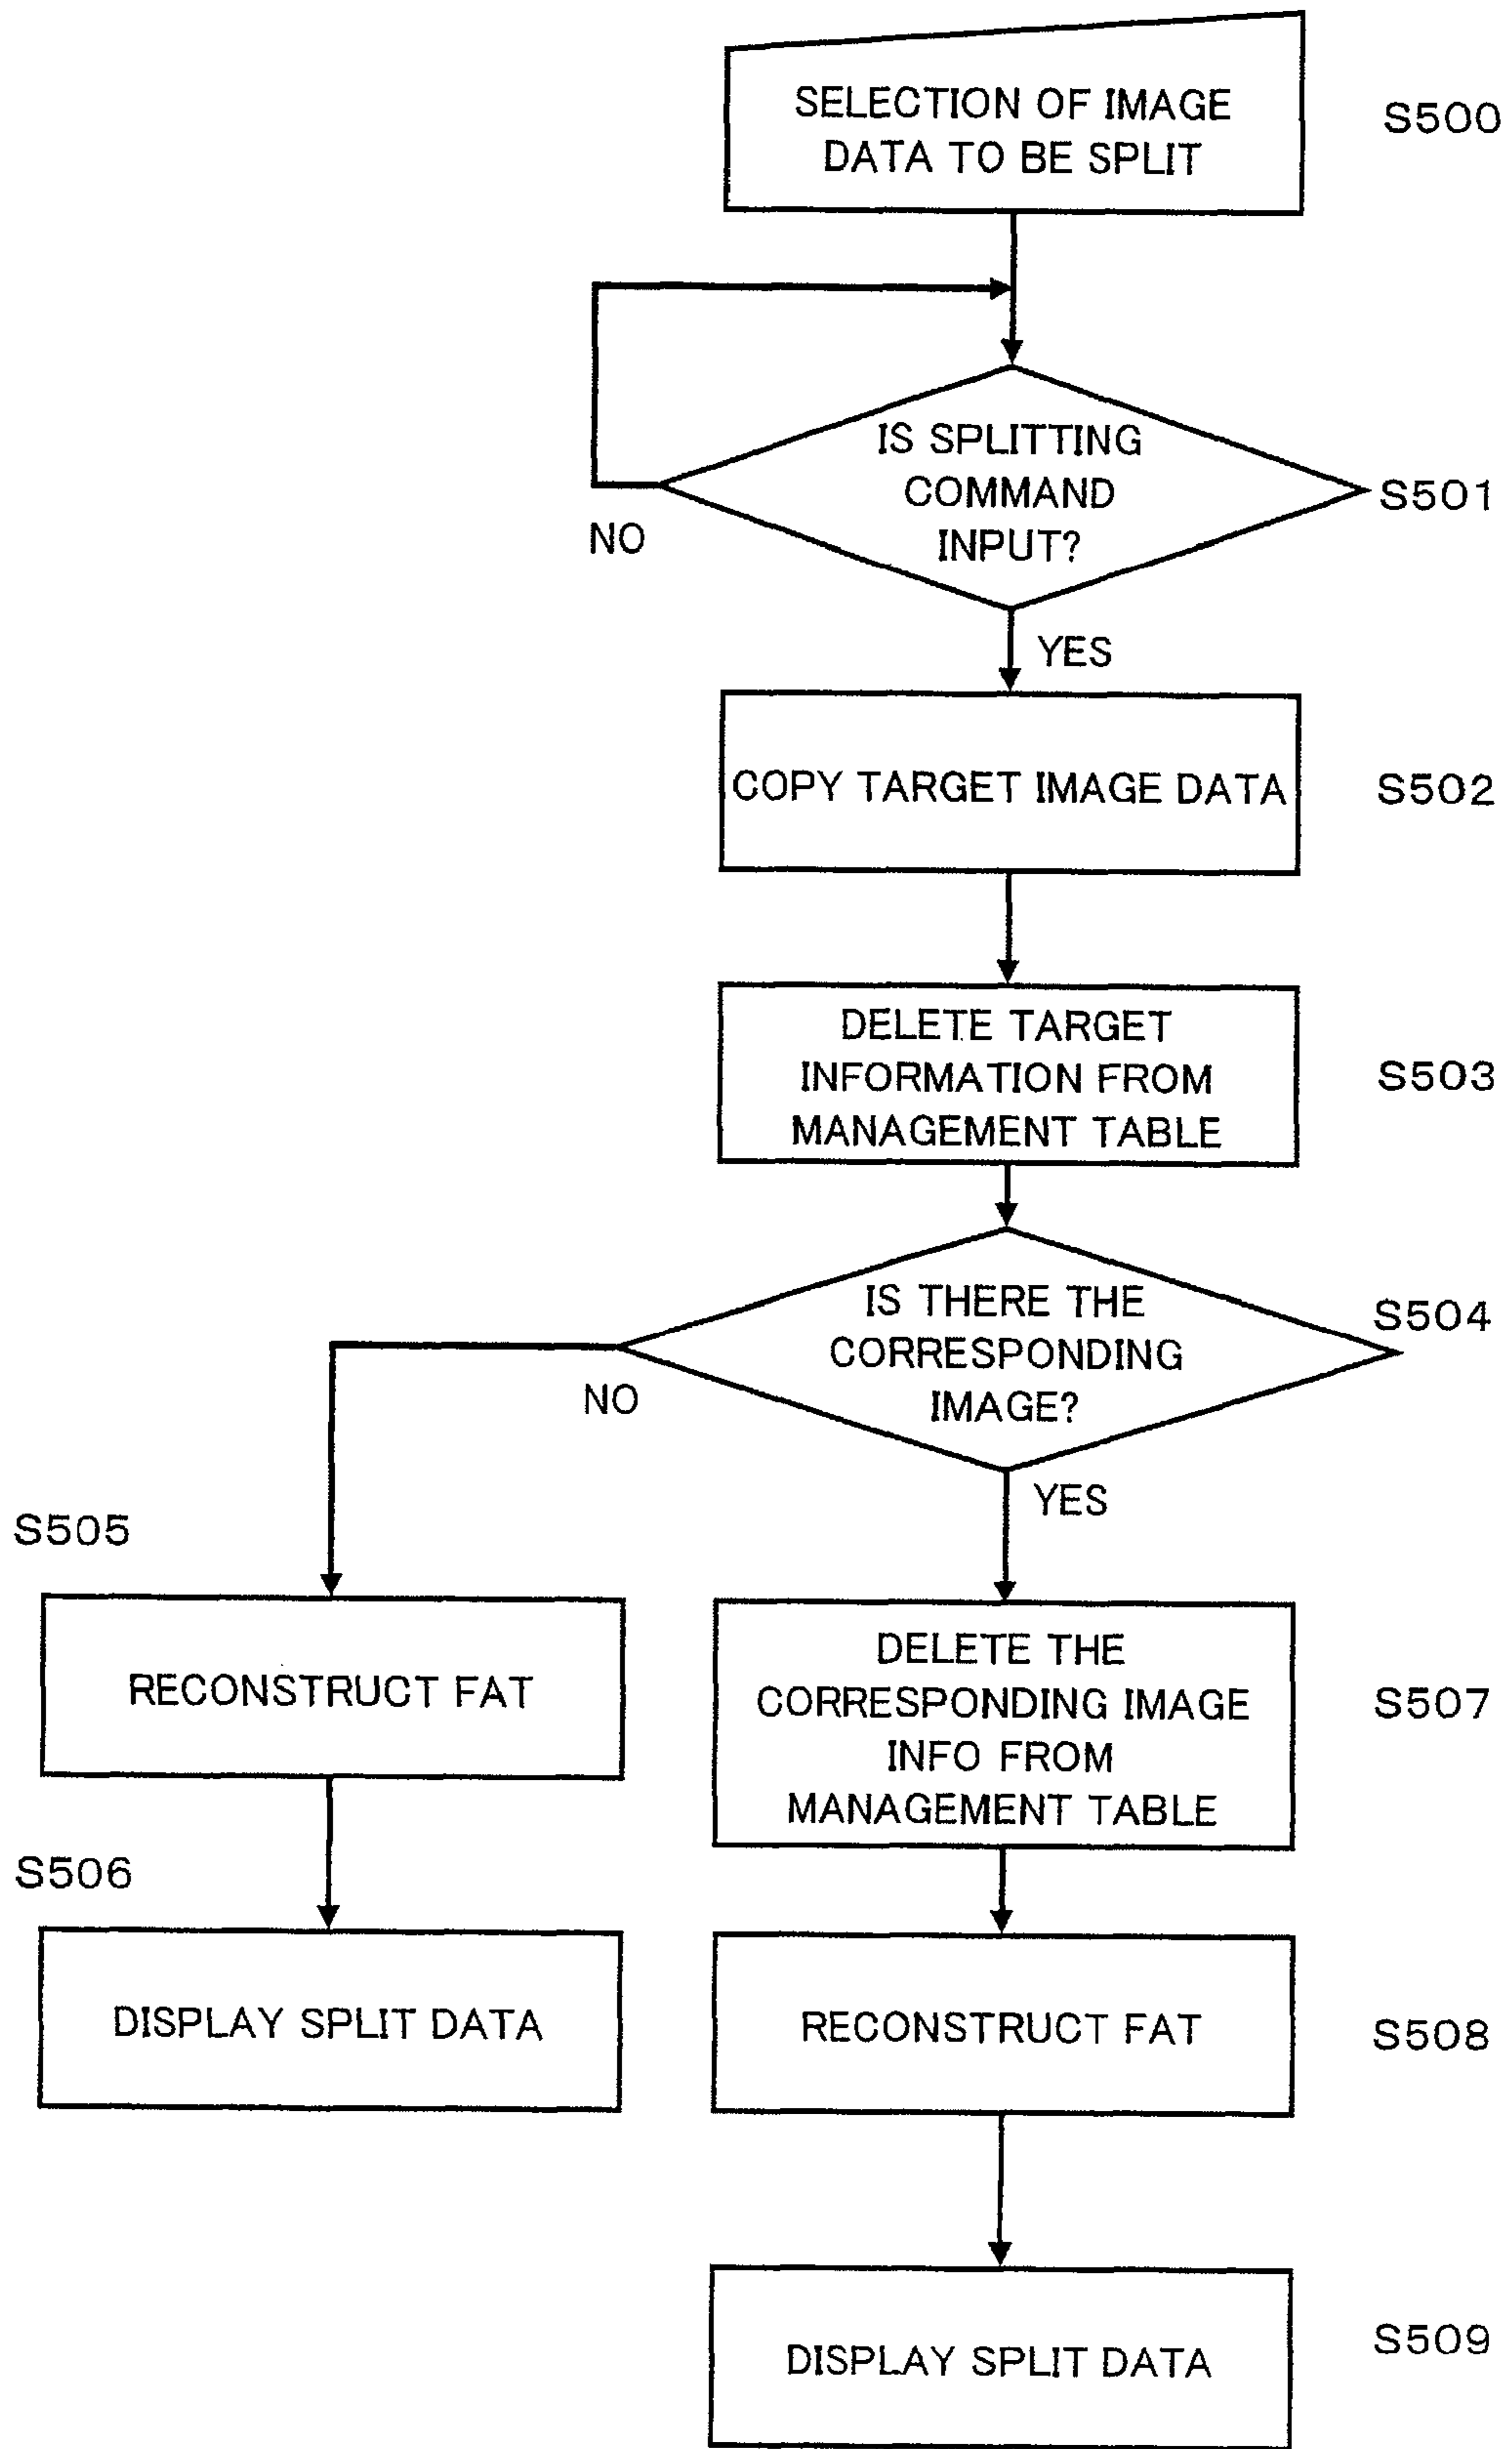 SELECTION OF IMAGE
DATA TO BE SPLIT
S500
IS SPLITTING
COMMAND
INPUT?
S501
NO
YES
COPY TARGET IMAGE DATA
S502
DELETE TARGET
INFORMATION FROM
MANAGEMENT TABLE
S503
IS THERE THE
CORRESPONDING
IMAGE?
S504
NO
YES
S505
RECONSTRUCT FAT
S506
DISPLAY SPLIT DATA
DELETE THE
CORRESPONDING IMAGE
INFO FROM
MANAGEMENT TABLE
S507
RECONSTRUCT FAT
S508
DISPLAY SPLIT DATA
S509